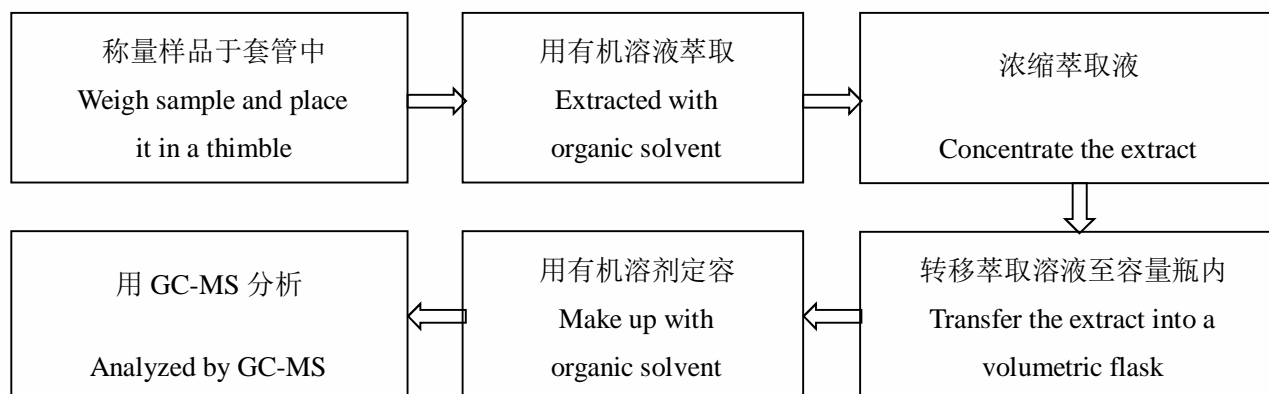 称量样品于套管中
Weigh sample and place
it in a thimble
用有机溶液萃取
Extracted with
organic solvent
浓缩萃取液
Concentrate the extract
转移萃取溶液至容量瓶内
Transfer the extract into a
volumetric flask
用有机溶剂定容
Make up with
organic solvent
用 GC-MS 分析
Analyzed by GC-MS